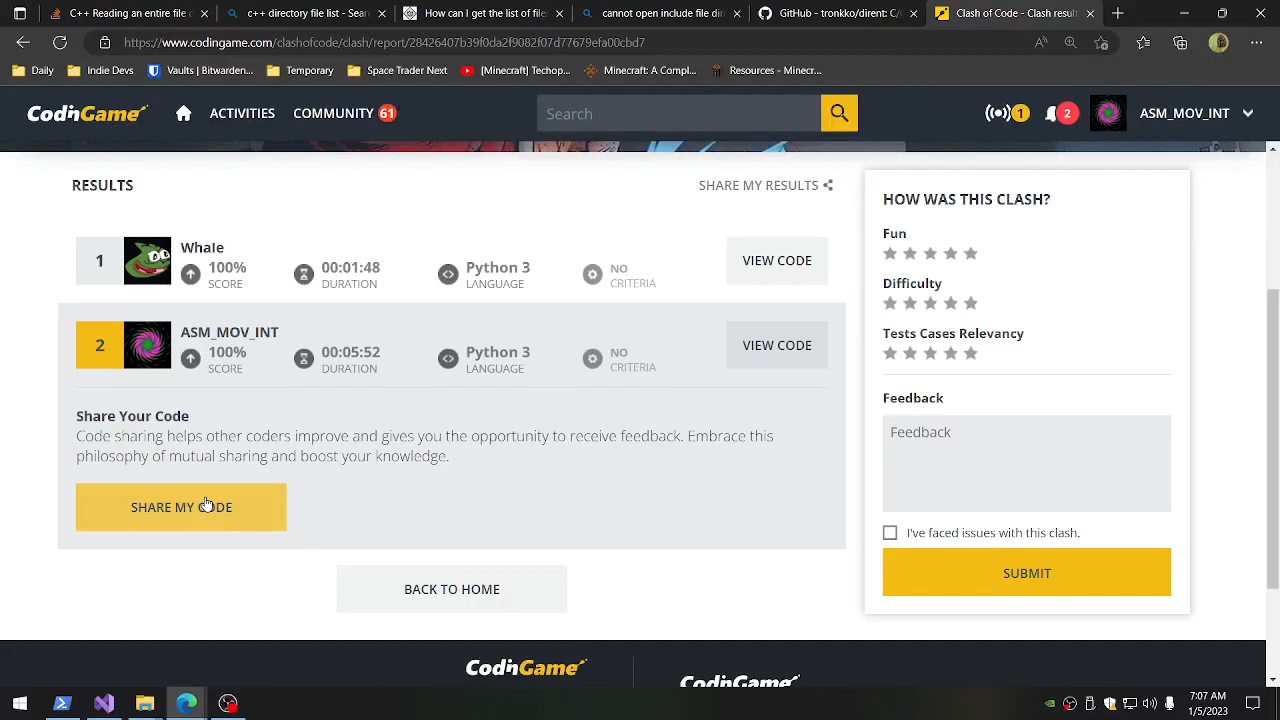 C++ Reading an entire f
c++ directory file list - Sear
How can I get the list of file
cannot open include file dir
GitHub - tronkko/dirent: C/
Clash of Code - Clash result
https://www.codingame.com/clashofcode/clash/report/28426407b39f0da2f9082f07d77679efa00cbd7
Daily
Indie Devs
Vaults | Bitwarden...
Temporary
Space Trader Next
[Minecraft] Techop...
Minecraft: A Compl...
Resources - Minec...
CodinGame
ACTIVITIES
COMMUNITY 61
Search
1
2
ASM_MOV_INT
RESULTS
SHARE MY RESULTS
1
Whale
100%
SCORE
00:01:48
DURATION
Python 3
LANGUAGE
NO
CRITERIA
VIEW CODE
2
ASM_MOV_INT
100%
SCORE
00:05:52
DURATION
Python 3
LANGUAGE
NO
CRITERIA
VIEW CODE
Share Your Code
Code sharing helps other coders improve and gives you the opportunity to receive feedback. Embrace this
philosophy of mutual sharing and boost your knowledge.
SHARE MY CODE
BACK TO HOME
HOW WAS THIS CLASH?
Fun
Difficulty
Tests Cases Relevancy
Feedback
Feedback
I've faced issues with this clash.
SUBMIT
CodinGame
CodinGame
7:07 AM
1/5/2023